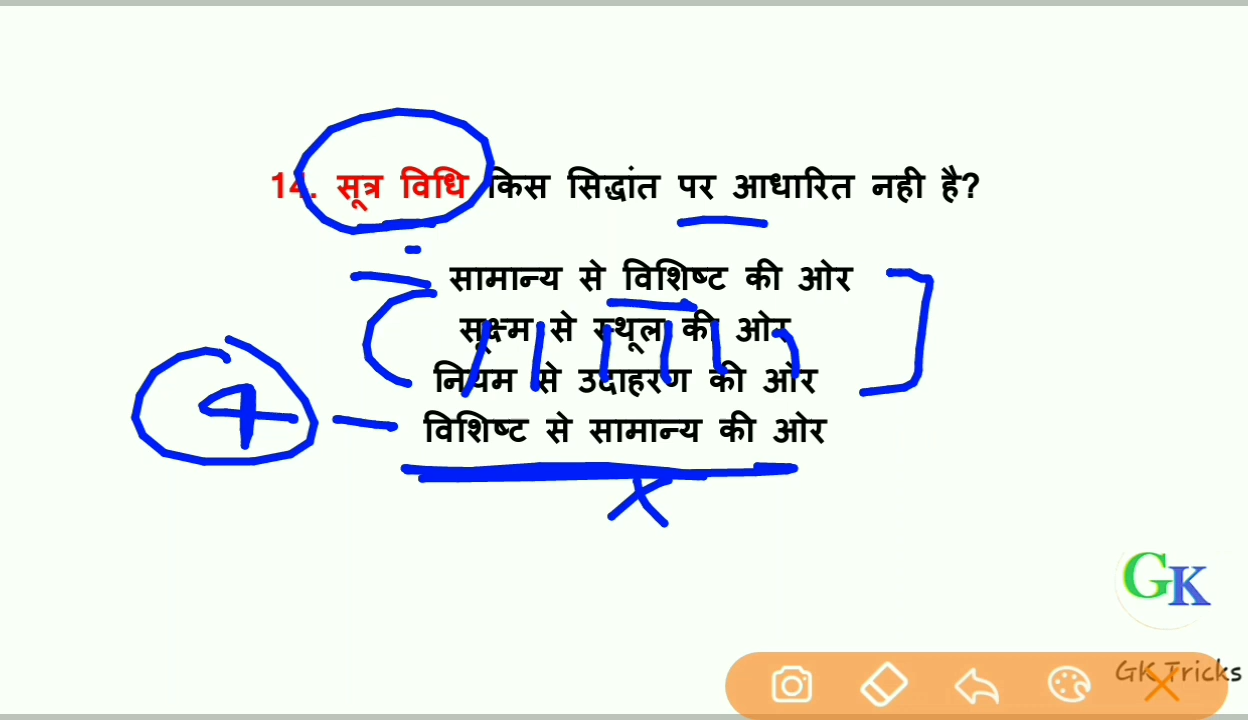 14. सूत्र विधि किस सिद्धांत पर आधारित नही है?
सामान्य से विशिष्ट की ओर
सूक्ष्म से स्थूल की ओर
नियम से उदाहरण की ओर
4
विशिष्ट से सामान्य की ओर
GK
GK Tricks